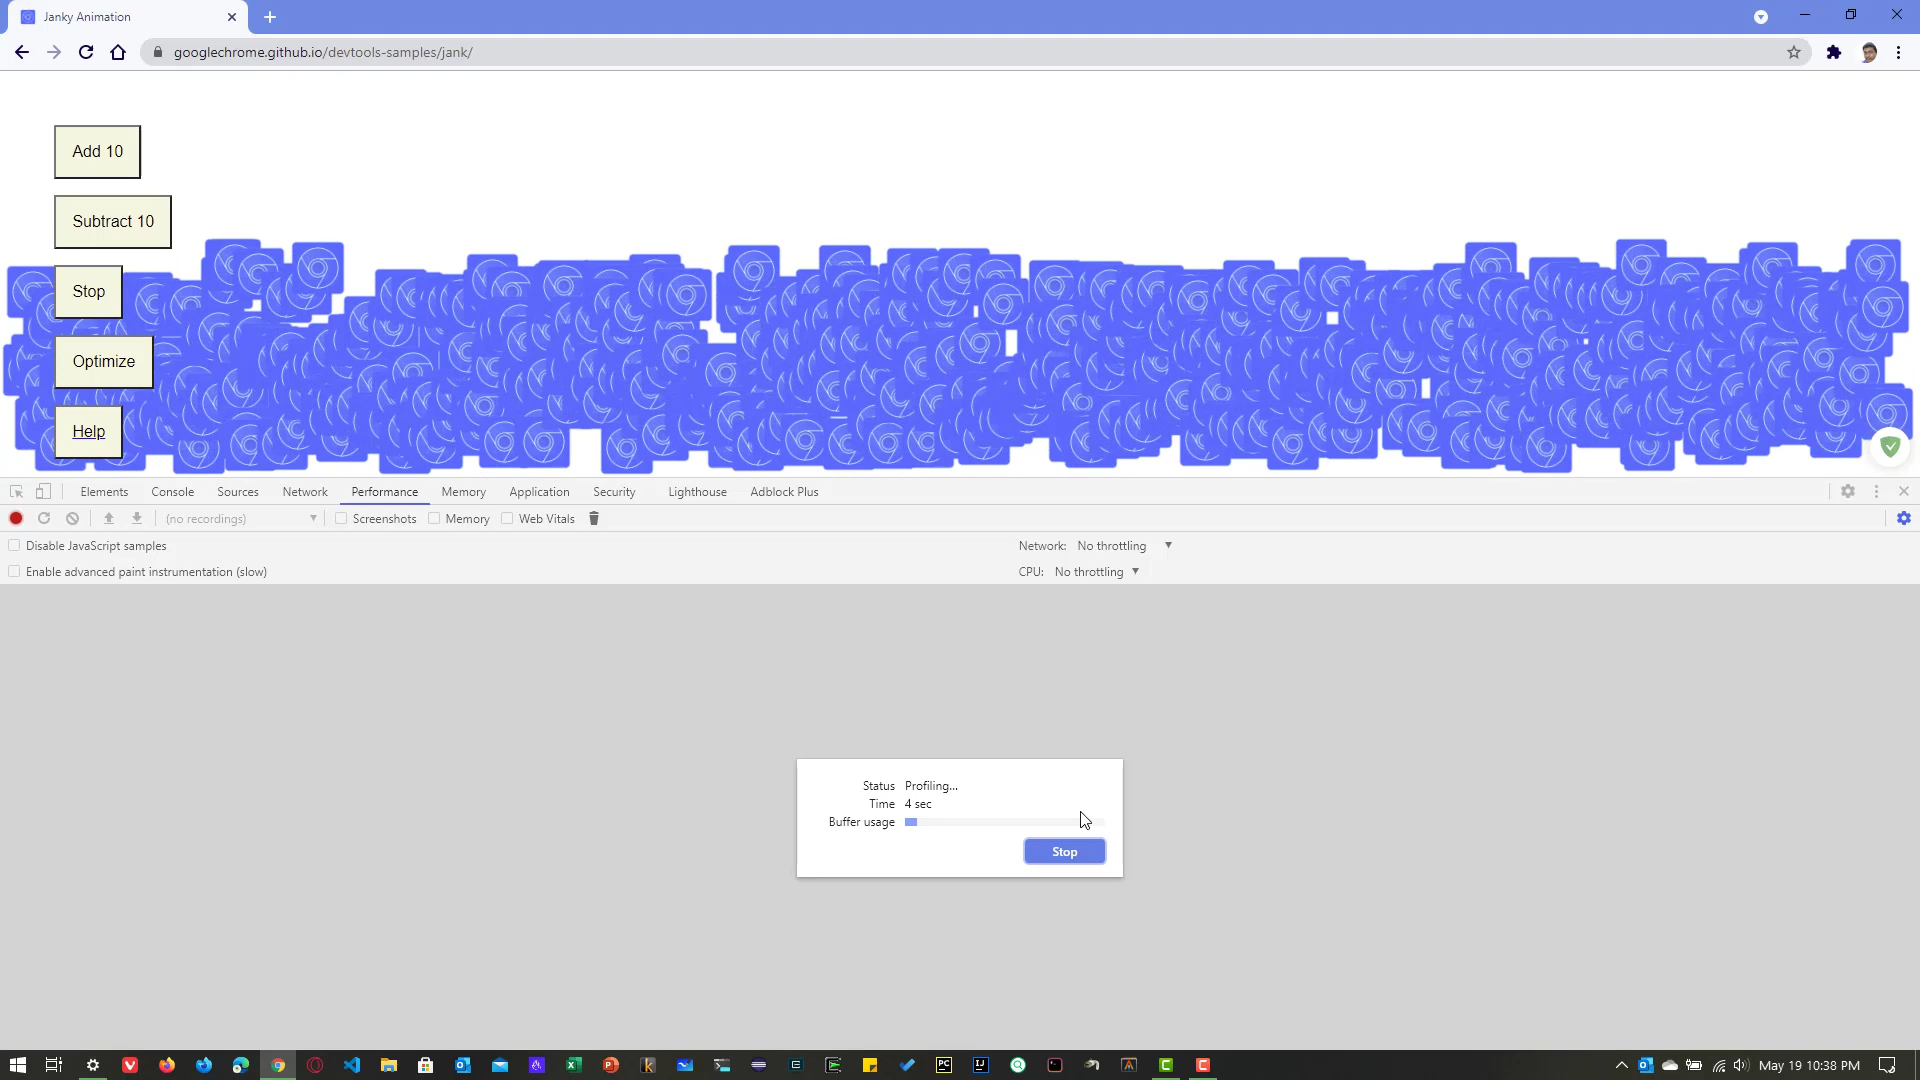 Janky Animation
googlechrome.github.io/devtools-samples/jank/
Add 10
Subtract 10
Stop
Optimize
Help
Elements Console Sources Network Performance Memory Application Security Lighthouse Adblock Plus
(no recordings) Screenshots Memory Web Vitals
Disable JavaScript samples Network: No throttling
Enable advanced paint instrumentation (slow) CPU: No throttling
Status Profiling...
Time 4 sec
Buffer usage
Stop
May 19 10:38 PM